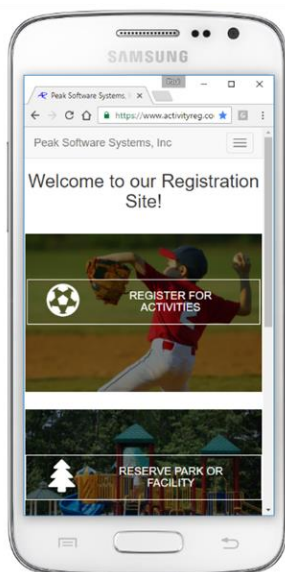 SAMSUNG
Peak Software Systems, I
https://www.activityreg.co
Peak Software Systems, Inc
Welcome to our Registration
Site!
REGISTER FOR
ACTIVITIES
RESERVE PARK OR
FACILITY